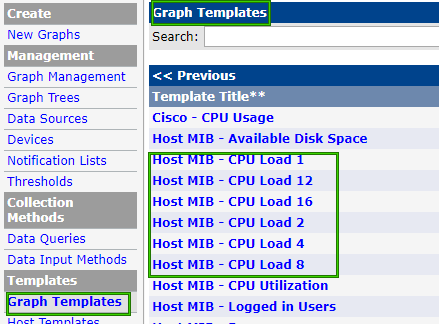 Create
New Graphs
Management
Graph Management
Graph Trees
Data Sources
Devices
Notification Lists
Thresholds
Collection
Methods
Data Queries
Data Input Methods
Templates
Graph Templates
Host Templates
Graph Templates
Search:
<< Previous
Template Title**
Cisco - CPU Usage
Host MIB - Available Disk Space
Host MIB - CPU Load 1
Host MIB - CPU Load 12
Host MIB - CPU Load 16
Host MIB - CPU Load 2
Host MIB - CPU Load 4
Host MIB - CPU Load 8
Host MIB - CPU Utilization
Host MIB - Logged in Users